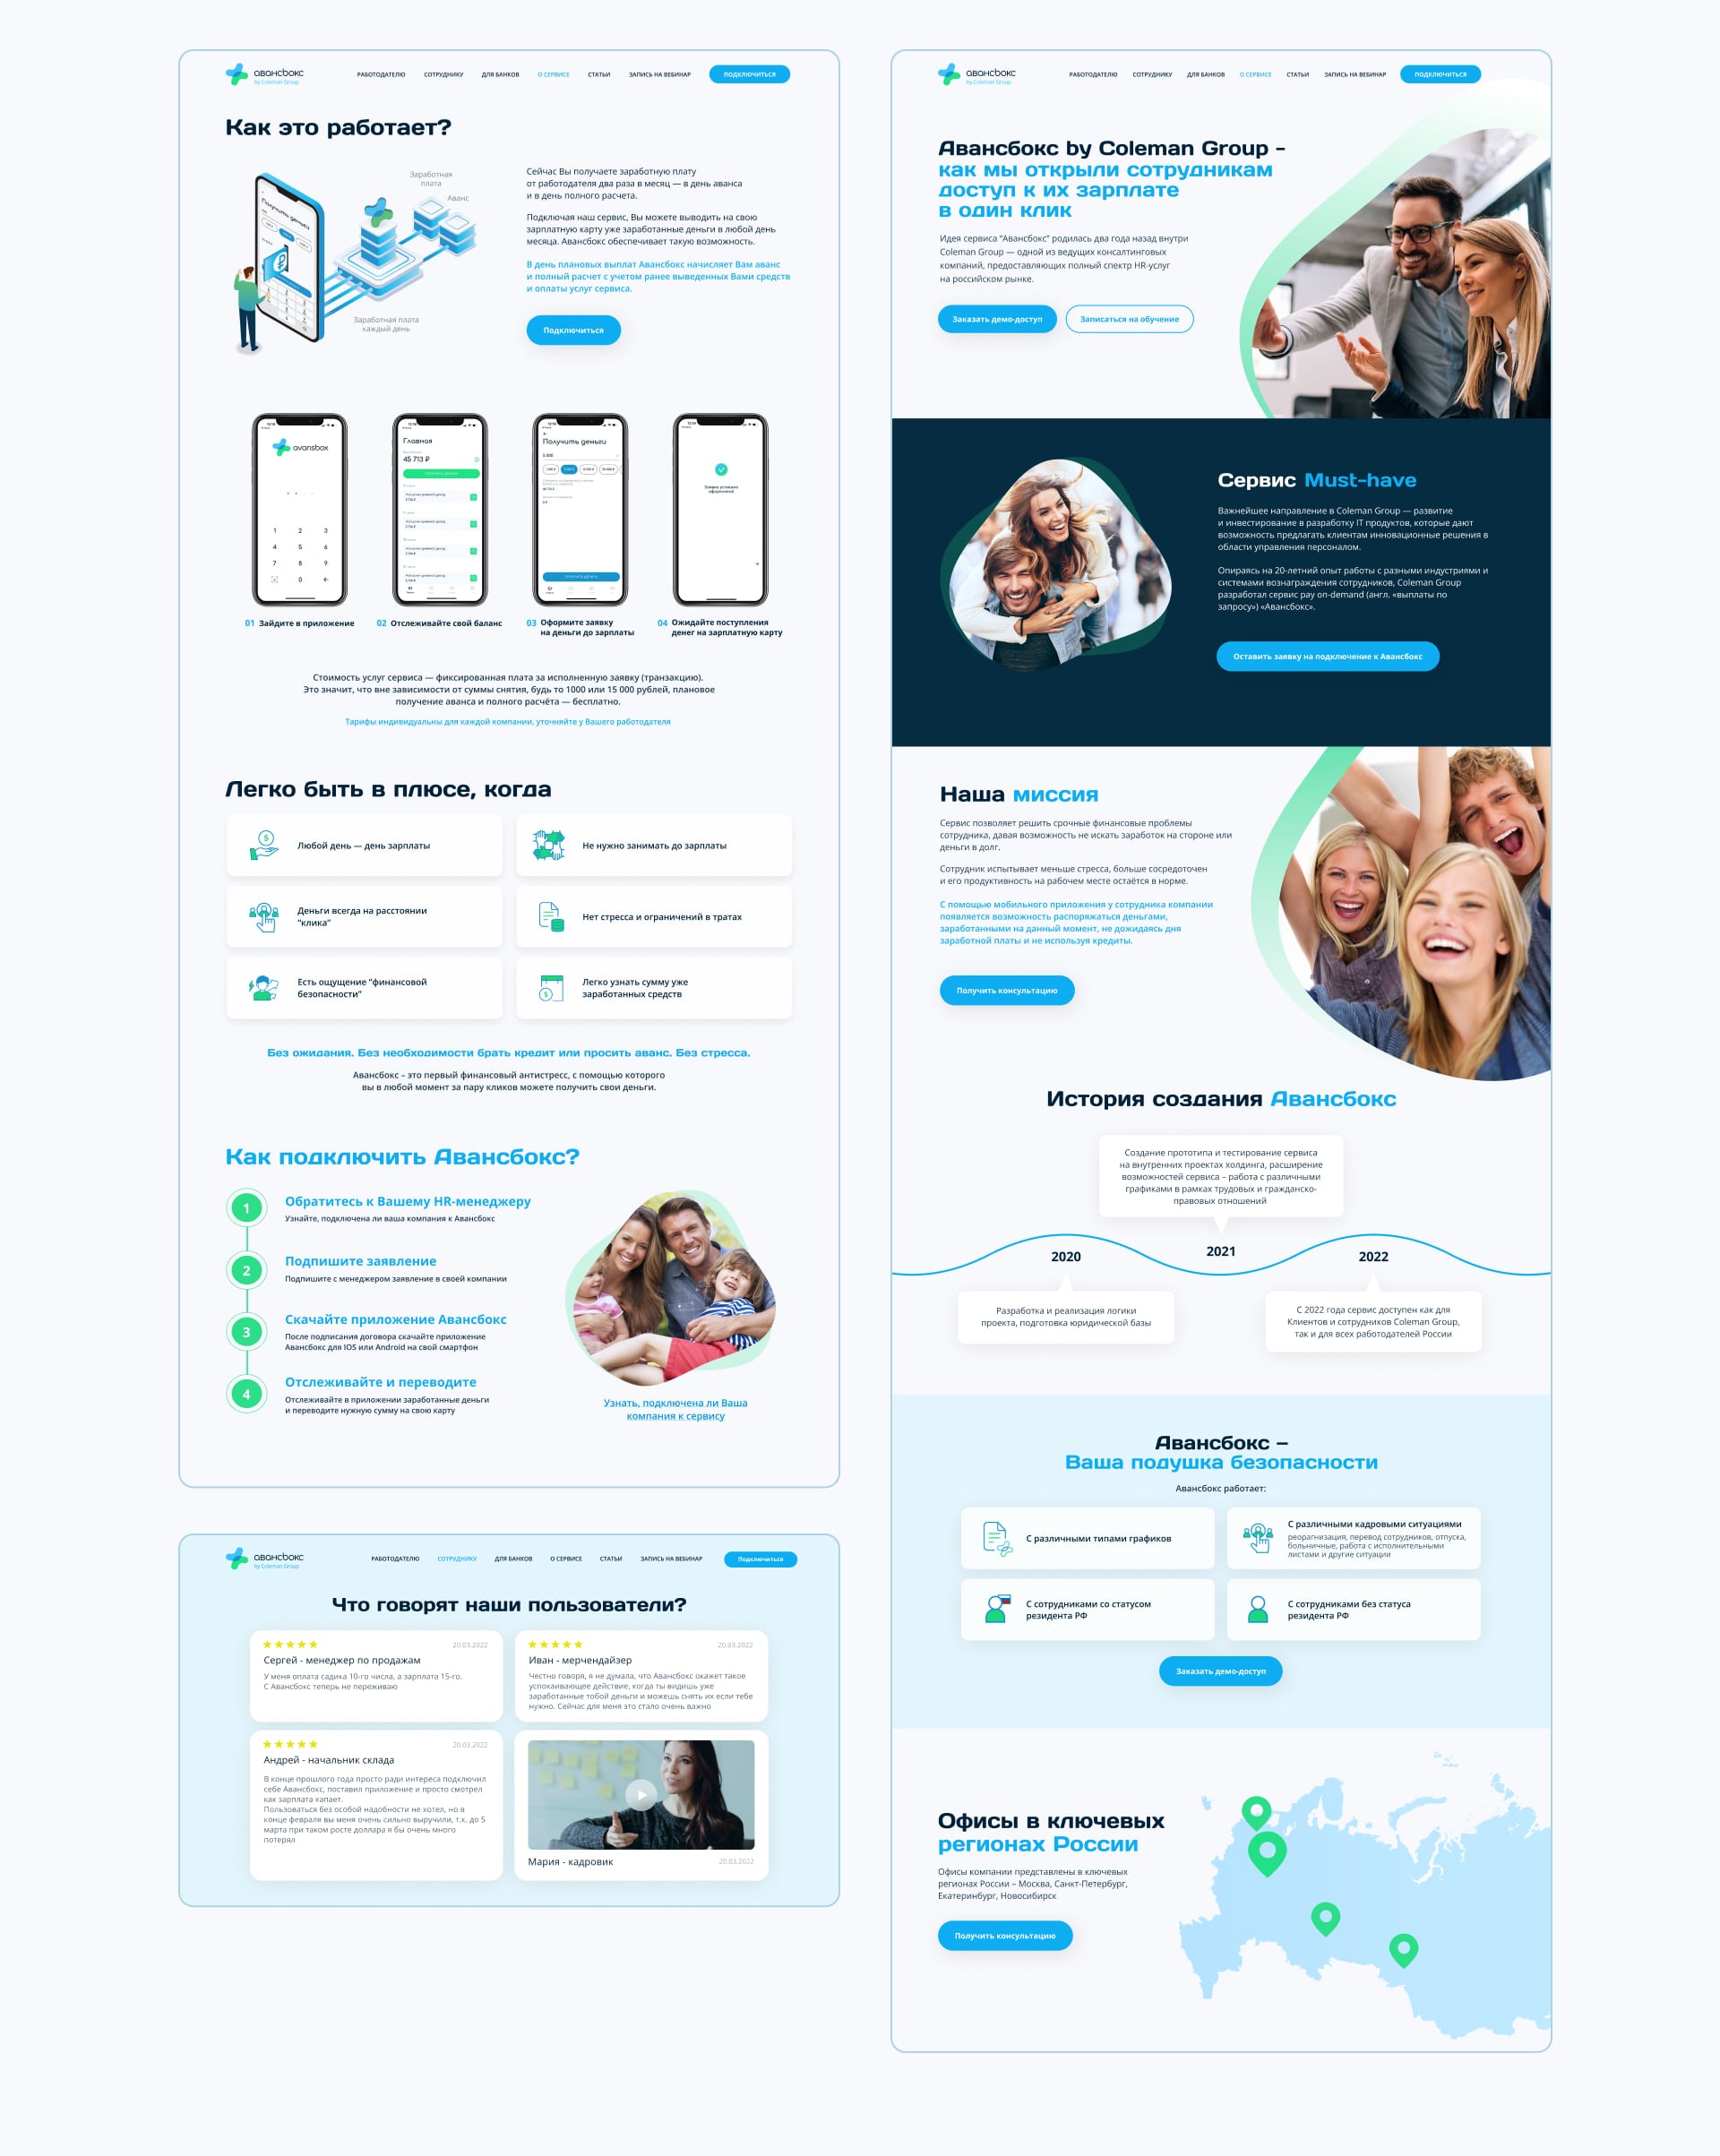 авансbокс
by Coleman Group
РАБОТОДАТЕЛЮ
СОТРУДНИКУ
ДЛЯ БАНКОВ
О СЕРВИСЕ
СТАТЬИ
ЗАПИСЬ НА ВЕБИНАР
ПОДКЛЮЧИТЬСЯ
Как это работает?
Получить деньги
Заработная
плата
Аванс
Заработная плата
каждый день
Сейчас Вы получаете заработную плату
от работодателя два раза в месяц — в день аванса
и в день полного расчета.
Подключая наш сервис, Вы можете выводить на свою
зарплатную карту уже заработанные деньги в любой день
месяца. Авансбокс обеспечивает такую возможность.
В день плановых выплат Авансбокс начисляет Вам аванс
и полный расчет с учетом ранее выведенных Вами средств
и оплаты услуг сервиса.
Подключиться
avansbox
1 2 3
4 5 6
7 8 9
0
Главная
45 713 ₽
Получить деньги
01 Зайдите в приложение
02 Отслеживайте свой баланс
03 Оформите заявку
на деньги до зарплаты
04 Ожидайте поступления
денег на зарплатную карту
Стоимость услуг сервиса — фиксированная плата за исполненную заявку (транзакцию).
Это значит, что вне зависимости от суммы снятия, будь то 1000 или 15 000 рублей, плановое
получение аванса и полного расчёта — бесплатно.
Тарифы индивидуальны для каждой компании, уточняйте у Вашего работодателя
Легко быть в плюсе, когда
Любой день — день зарплаты
Не нужно занимать до зарплаты
Деньги всегда на расстоянии
“клика”
Нет стресса и ограничений в тратах
Есть ощущение “финансовой
безопасности”
Легко узнать сумму уже
заработанных средств
Без ожидания. Без необходимости брать кредит или просить аванс. Без стресса.
Авансбокс – это первый финансовый антистресс, с помощью которого
вы в любой момент за пару кликов можете получить свои деньги.
Как подключить Авансбокс?
1
Обратитесь к Вашему HR-менеджеру
Узнайте, подключена ли ваша компания к Авансбокс
2
Подпишите заявление
Подпишите с менеджером заявление в своей компании
3
Скачайте приложение Авансбокс
После подписания договора скачайте приложение
Авансбокс для IOS или Android на свой смартфон
4
Отслеживайте и переводите
Отслеживайте в приложении заработанные деньги
и переводите нужную сумму на свою карту
Узнать, подключена ли Ваша
компания к сервису
авансbокс
by Coleman Group
РАБОТОДАТЕЛЮ
СОТРУДНИКУ
ДЛЯ БАНКОВ
О СЕРВИСЕ
СТАТЬИ
ЗАПИСЬ НА ВЕБИНАР
Подключиться
Что говорят наши пользователи?
20.03.2022
Сергей - менеджер по продажам
У меня оплата садика 10-го числа, а зарплата 15-го.
С Авансбокс теперь не переживаю
20.03.2022
Иван - мерчендайзер
Честно говоря, я не думала, что Авансбокс окажет такое
успокаивающее действие, когда ты видишь уже
заработанные тобой деньги и можешь снять их если тебе
нужно. Сейчас для меня это стало очень важно
20.03.2022
Андрей - начальник склада
В конце прошлого года просто ради интереса подключил
себе Авансбокс, поставил приложение и просто смотрел
как зарплата капает.
Пользоваться без особой надобности не хотел, но в
конце февраля вы меня очень сильно выручили, т.к. до 5
марта при таком росте доллара я бы очень много
потерял
Мария - кадровик
20.03.2022
авансbокс
by Coleman Group
РАБОТОДАТЕЛЮ
СОТРУДНИКУ
ДЛЯ БАНКОВ
О СЕРВИСЕ
СТАТЬИ
ЗАПИСЬ НА ВЕБИНАР
ПОДКЛЮЧИТЬСЯ
Авансбокс by Coleman Group -
как мы открыли сотрудникам
доступ к их зарплате
в один клик
Идея сервиса “Авансбокс” родилась два года назад внутри
Coleman Group — одной из ведущих консалтинговых
компаний, предоставляющих полный спектр HR-услуг
на российском рынке.
Заказать демо-доступ
Записаться на обучение
Сервис Must-have
Важнейшее направление в Coleman Group — развитие
и инвестирование в разработку IT продуктов, которые дают
возможность предлагать клиентам инновационные решения в
области управления персоналом.
Опираясь на 20-летний опыт работы с разными индустриями и
системами вознаграждения сотрудников, Coleman Group
разработал сервис pay on-demand (англ. «выплаты по
запросу») «Авансбокс».
Оставить заявку на подключение к Авансбокс
Наша миссия
Сервис позволяет решить срочные финансовые проблемы
сотрудника, давая возможность не искать заработок на стороне или
деньги в долг.
Сотрудник испытывает меньше стресса, больше сосредоточен
и его продуктивность на рабочем месте остаётся в норме.
С помощью мобильного приложения у сотрудника компании
появляется возможность распоряжаться деньгами,
заработанными на данный момент, не дожидаясь дня
заработной платы и не используя кредиты.
Получить консультацию
История создания Авансбокс
Создание прототипа и тестирование сервиса
на внутренних проектах холдинга, расширение
возможностей сервиса – работа с различными
графиками в рамках трудовых и гражданско-
правовых отношений
2020
2021
2022
Разработка и реализация логики
проекта, подготовка юридической базы
С 2022 года сервис доступен как для
Клиентов и сотрудников Coleman Group,
так и для всех работодателей России
Авансбокс –
Ваша подушка безопасности
Авансбокс работает:
С различными типами графиков
С различными кадровыми ситуациями
реорагнизация, перевод сотрудников, отпуска,
больничные, работа с исполнительными
листами и другие ситуации
С сотрудниками со статусом
резидента РФ
С сотрудниками без статуса
резидента РФ
Заказать демо-доступ
Офисы в ключевых
регионах России
Офисы компании представлены в ключевых
регионах России – Москва, Санкт-Петербург,
Екатеринбург, Новосибирск
Получить консультацию